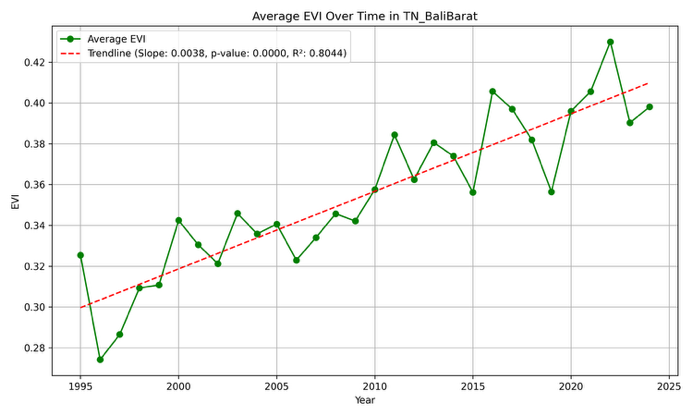 Average EVI Over Time in TN_BaliBarat
Average EVI
Trendline (Slope: 0.0038, p-value: 0.0000, R²: 0.8044)
EVI
0.42
0.40
0.38
0.36
0.34
0.32
0.30
0.28
1995 2000 2005 2010 2015 2020 2025
Year